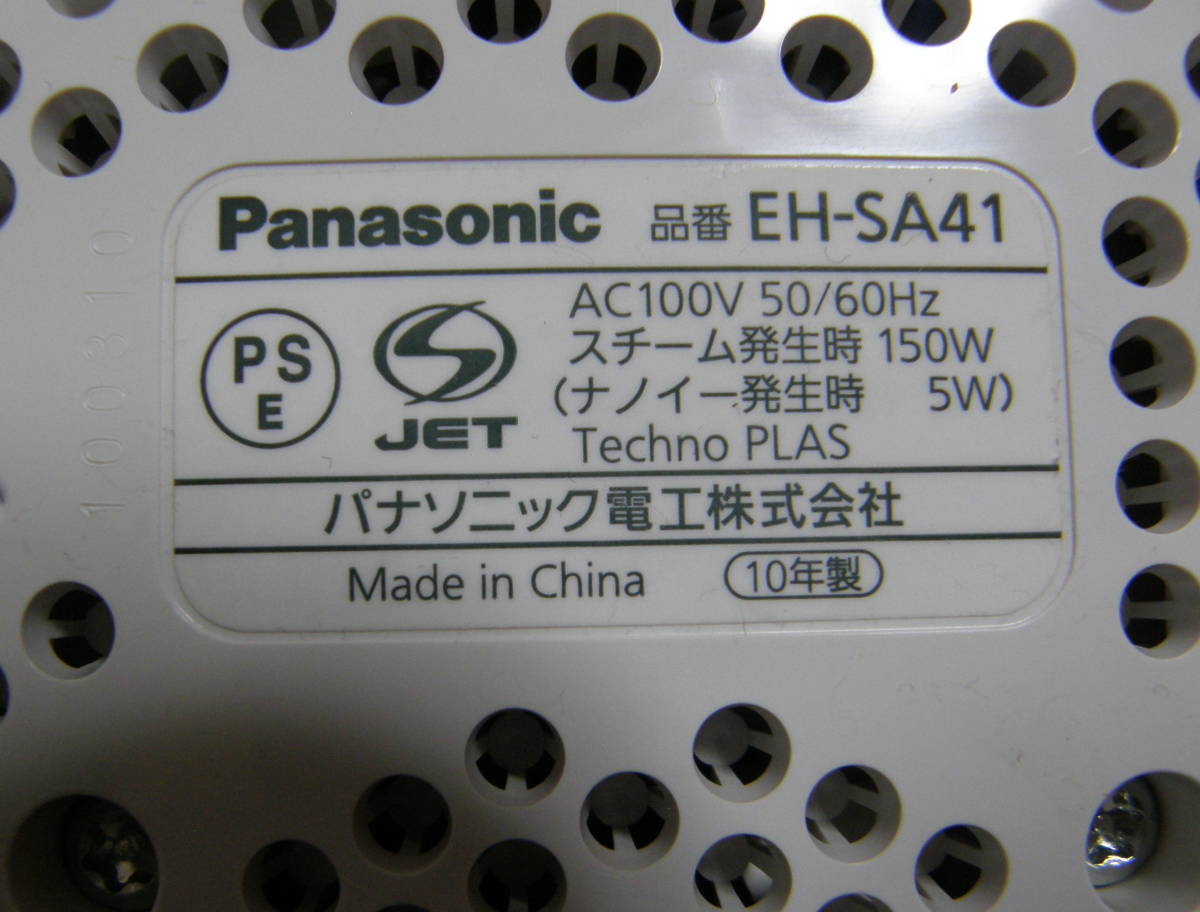 Panasonic 品番 EH-SA41
PS
E
JET
AC100V 50/60Hz
スチーム発生時 150W
(ナノイー発生時 5W)
Techno PLAS
パナソニック電工株式会社
Made in China 10年製
100310